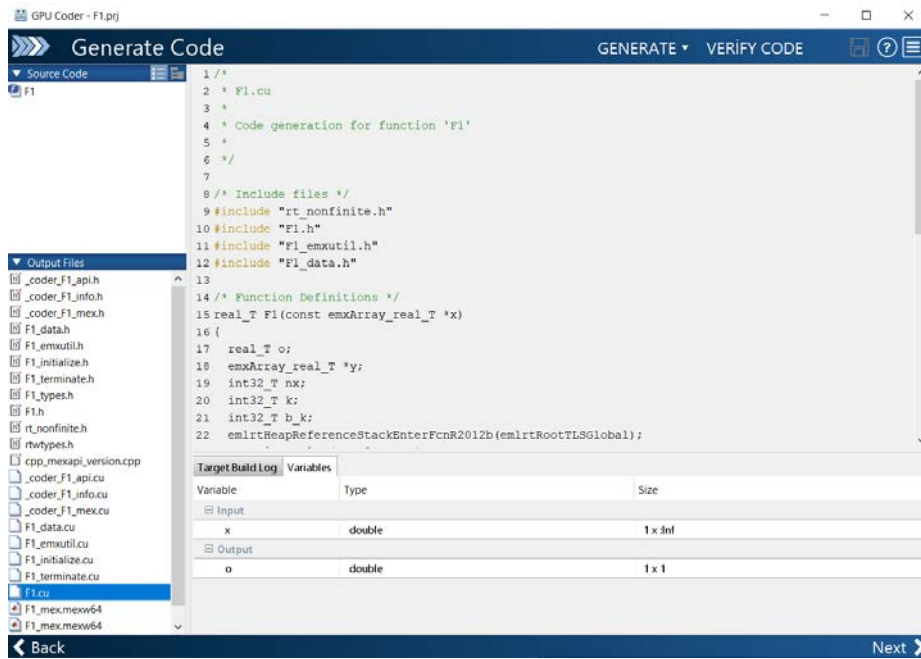 GPU Coder - F1.prj
Generate Code
GENERATE ▾ VERİFY CODE
Source Code
F1
Output Files
_coder_F1_api.h
_coder_F1_info.h
_coder_F1_mex.h
F1_data.h
F1_emxutil.h
F1_initialize.h
F1_terminate.h
F1_types.h
F1.h
rt_nonfinite.h
rtwtypes.h
cpp_mexapi_version.cpp
_coder_F1_api.cu
_coder_F1_info.cu
_coder_F1_mex.cu
F1_data.cu
F1_emxutil.cu
F1_initialize.cu
F1_terminate.cu
F1.cu
F1_mex.mexw64
F1_mex.mexw64
1 /*
2 * F1.cu
3 *
4 * Code generation for function 'F1'
5 *
6 */
7
8 /* Include files */
9 #include "rt_nonfinite.h"
10 #include "F1.h"
11 #include "F1_emxutil.h"
12 #include "F1_data.h"
13
14 /* Function Definitions */
15 real_T F1(const emxArray_real_T *x)
16 {
17 real_T o;
18 emxArray_real_T *y;
19 int32_T nx;
20 int32_T k;
21 int32_T b_k;
22 emlrtHeapReferenceStackEnterFcnR2012b(emlrtRootTLSGlobal);
Target Build Log Variables
Variable Type Size
Input
x double 1 x :Inf
Output
o double 1 x 1
Back
Next